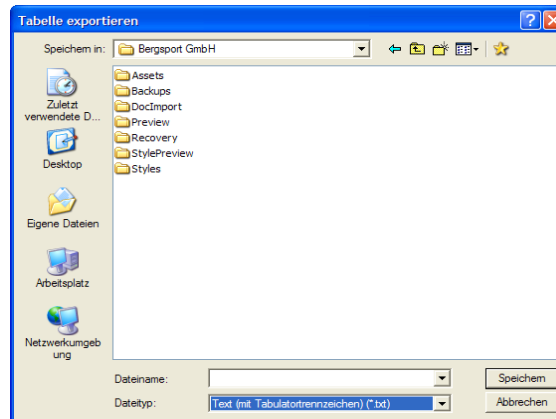 Tabelle exportieren
Speichern in: Bergsport GmbH
Zuletzt
verwendete D...
Desktop
Eigene Dateien
Arbeitsplatz
Netzwerkumgeb
ung
Assets
Backups
DocImport
Preview
Recovery
StylePreview
Styles
Dateiname: Speichern
Dateityp: Text (mit Tabulatortrennzeichen) (*.txt) Abbrechen